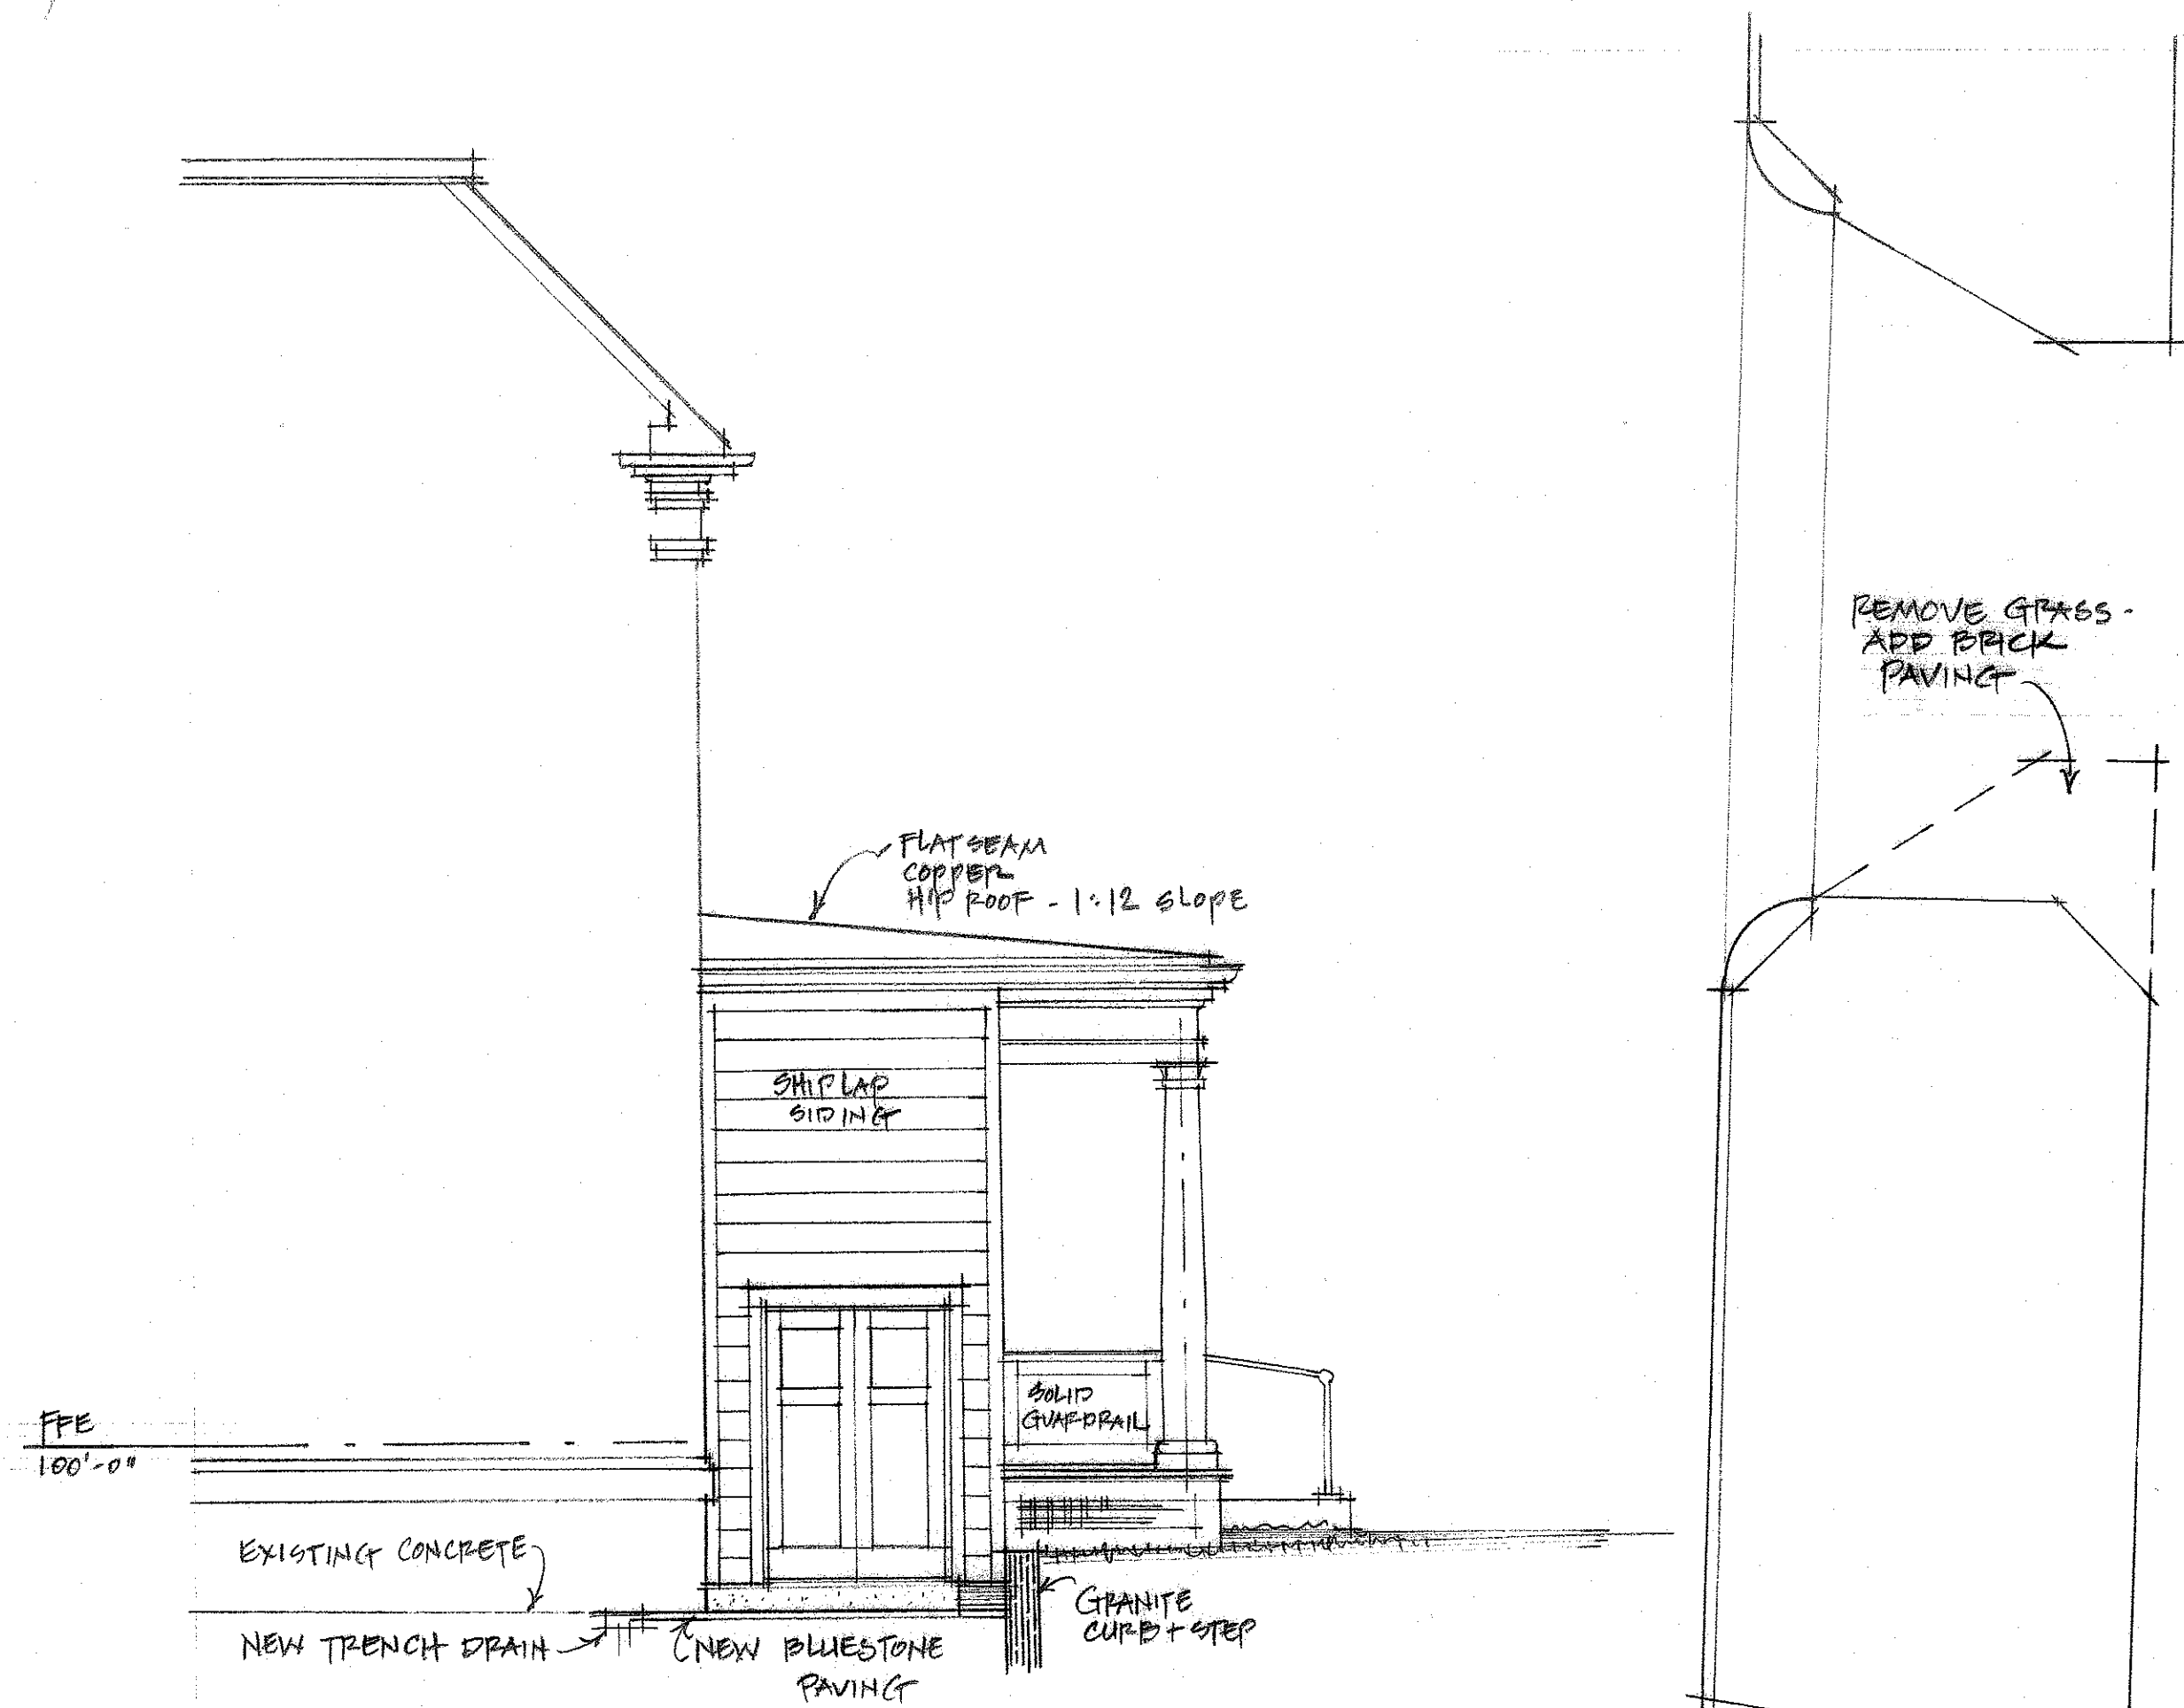 REMOVE GRASS -
ADD BRICK
PAVING
FLAT SEAM
COPPER
HIP ROOF - 1:12 SLOPE
SHIPLAP
SIDING
SOLID
GUARDRAIL
FFE
100'-0"
EXISTING CONCRETE
NEW TRENCH DRAIN
NEW BLUESTONE
PAVING
GRANITE
CURB + STEP